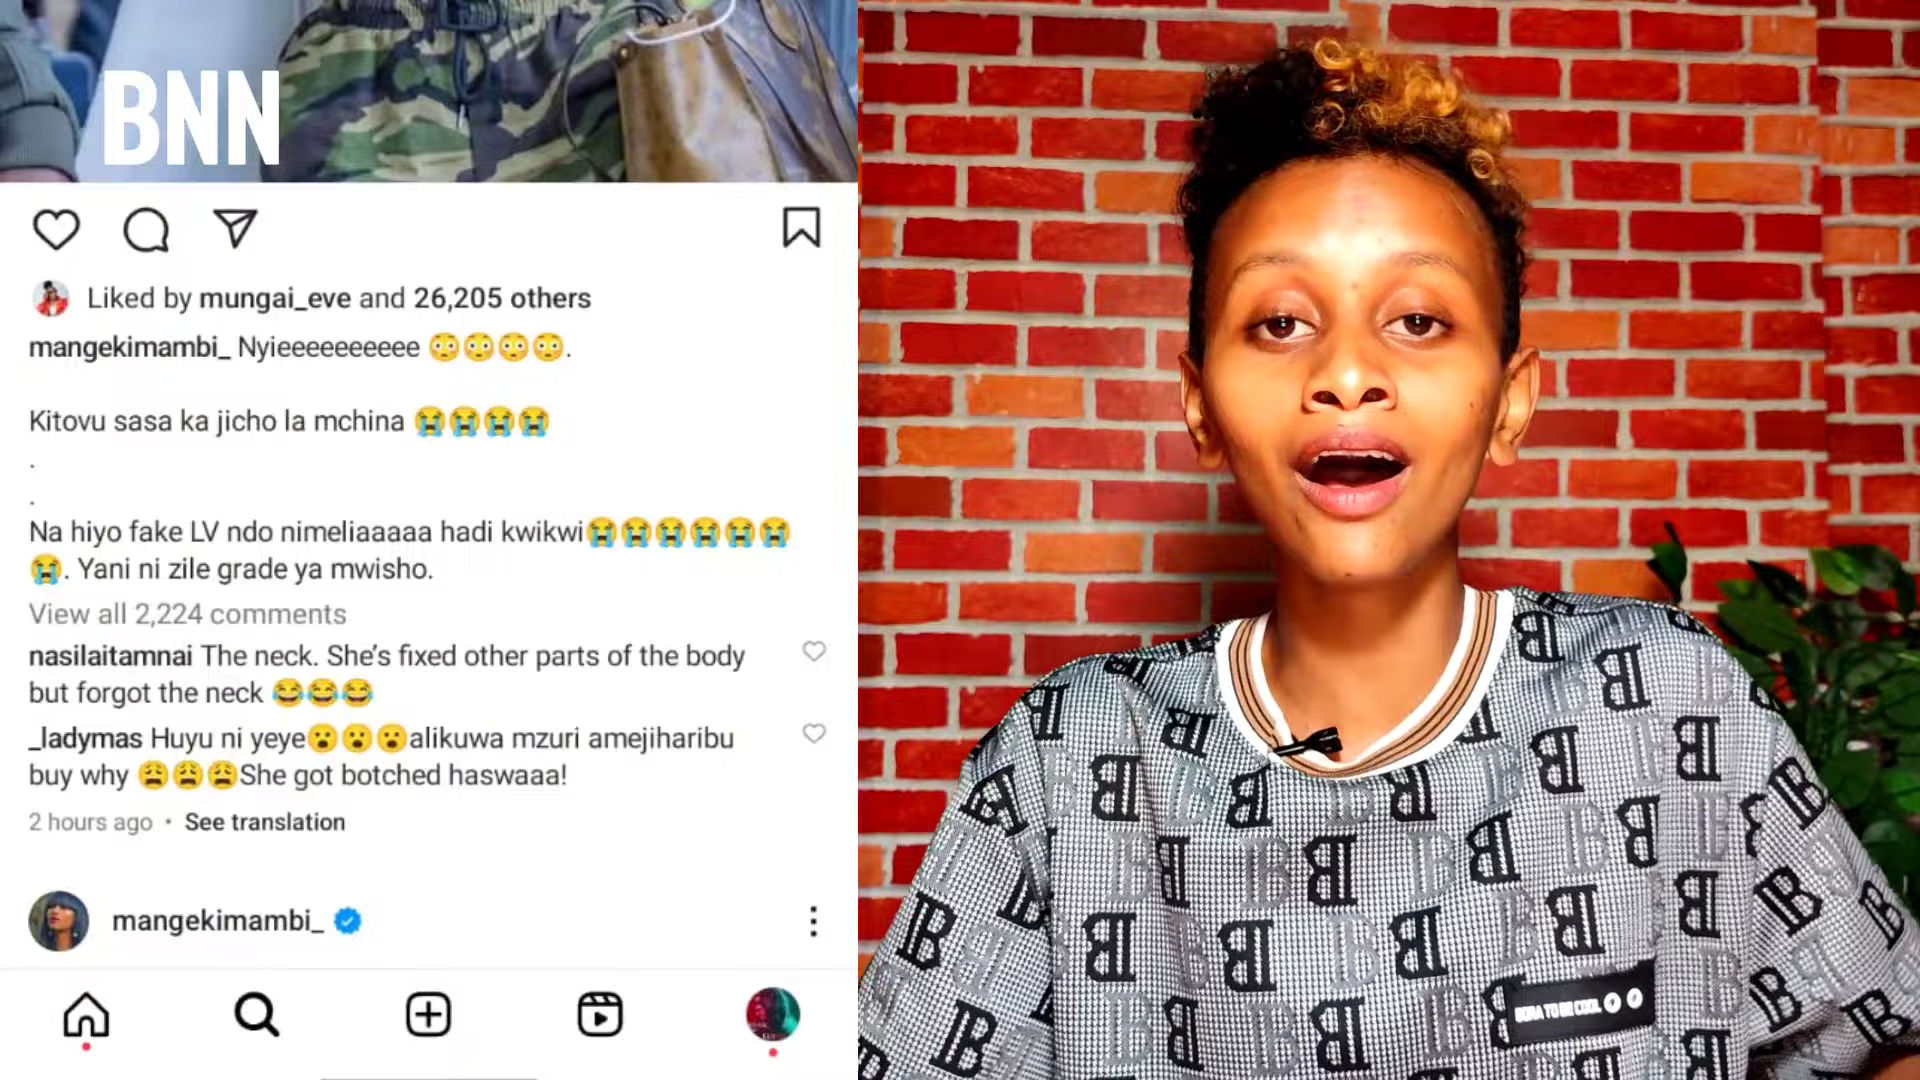 BNN
Liked by mungai_eve and 26,205 others
mangekimambi_ Nyieeeeeeeeeee 😳😳😳😳.
Kitovu sasa ka jicho la mchina 😭😭😭😭
.
.
Na hiyo fake LV ndo nimeliaaaaa hadi kwikwi😭😭😭😭😭😭
😭. Yani ni zile grade ya mwisho.
View all 2,224 comments
nasilaitamnai The neck. She’s fixed other parts of the body
but forgot the neck 😂😂😂
_ladymas Huyu ni yeye😮😮😮alikuwa mzuri amejiharibu
buy why 😩😩😩She got botched haswaaa!
2 hours ago • See translation
mangekimambi_